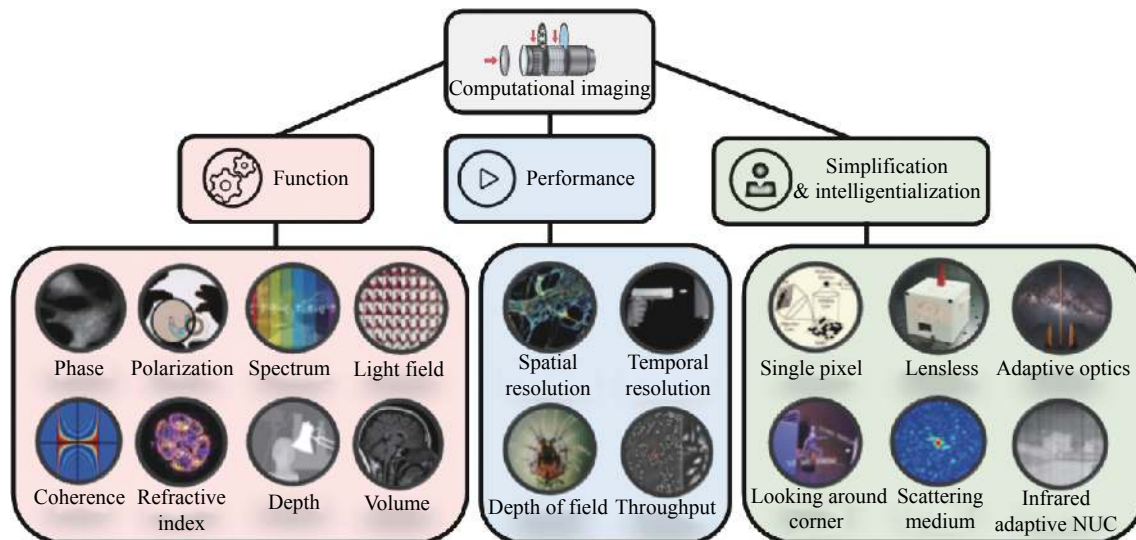 Computational imaging
Function
Performance
Simplification
& intelligentialization
Phase
Polarization
Spectrum
Light field
Coherence
Refractive
index
Depth
Volume
Spatial
resolution
Temporal
resolution
Depth of field
Throughput
Single pixel
Lensless
Adaptive optics
Looking around
corner
Scattering
medium
Infrared
adaptive NUC